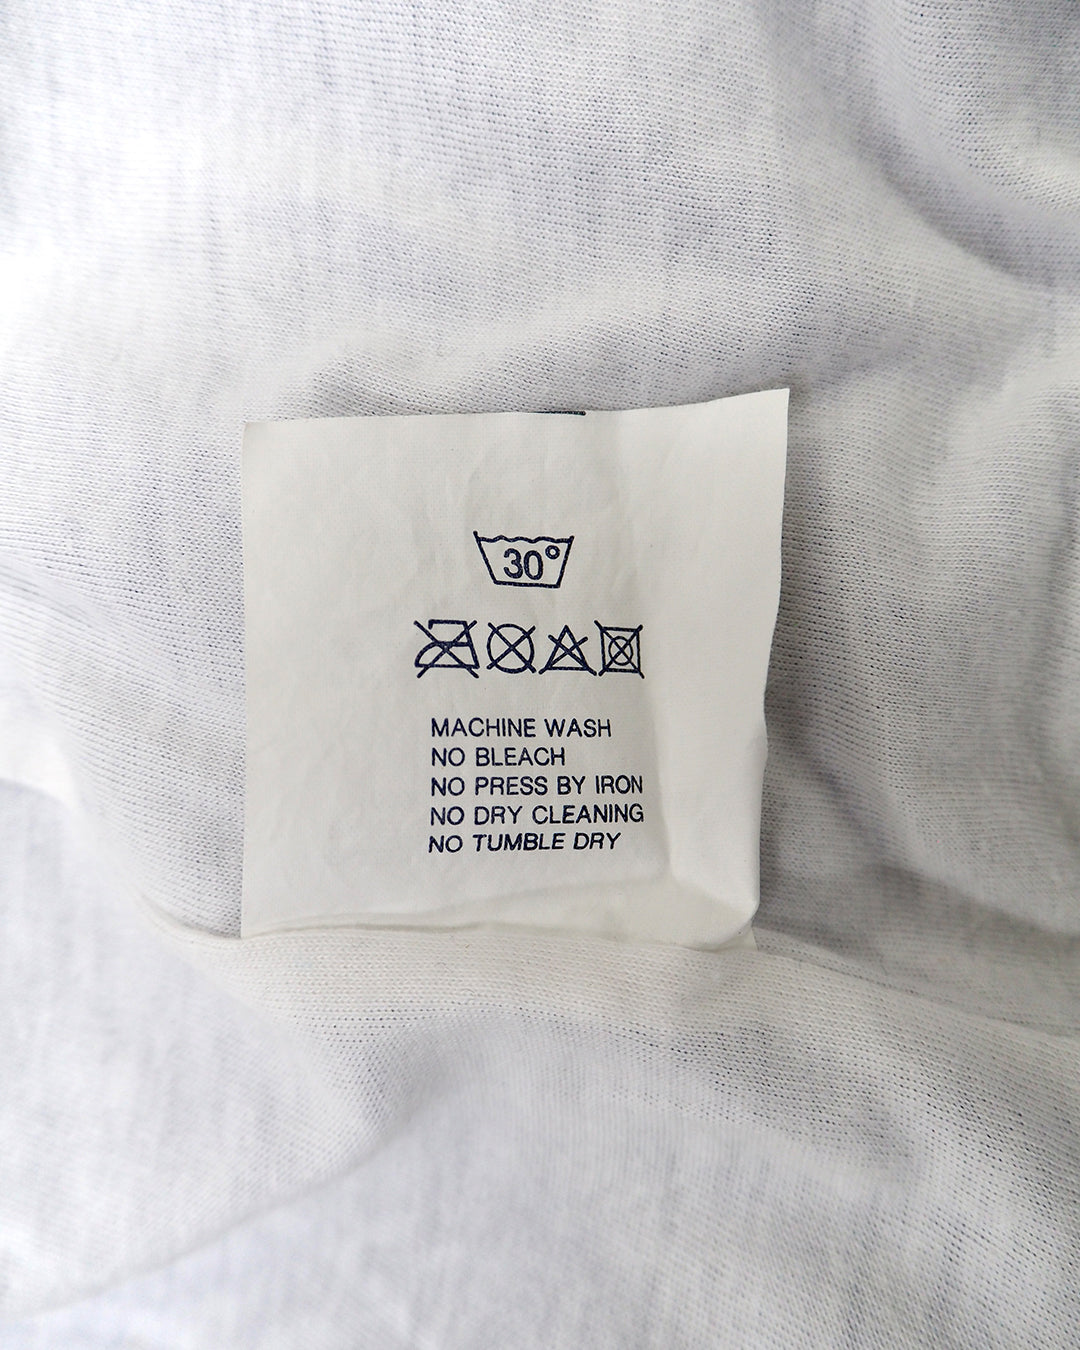 30°
MACHINE WASH
NO BLEACH
NO PRESS BY IRON
NO DRY CLEANING
NO TUMBLE DRY